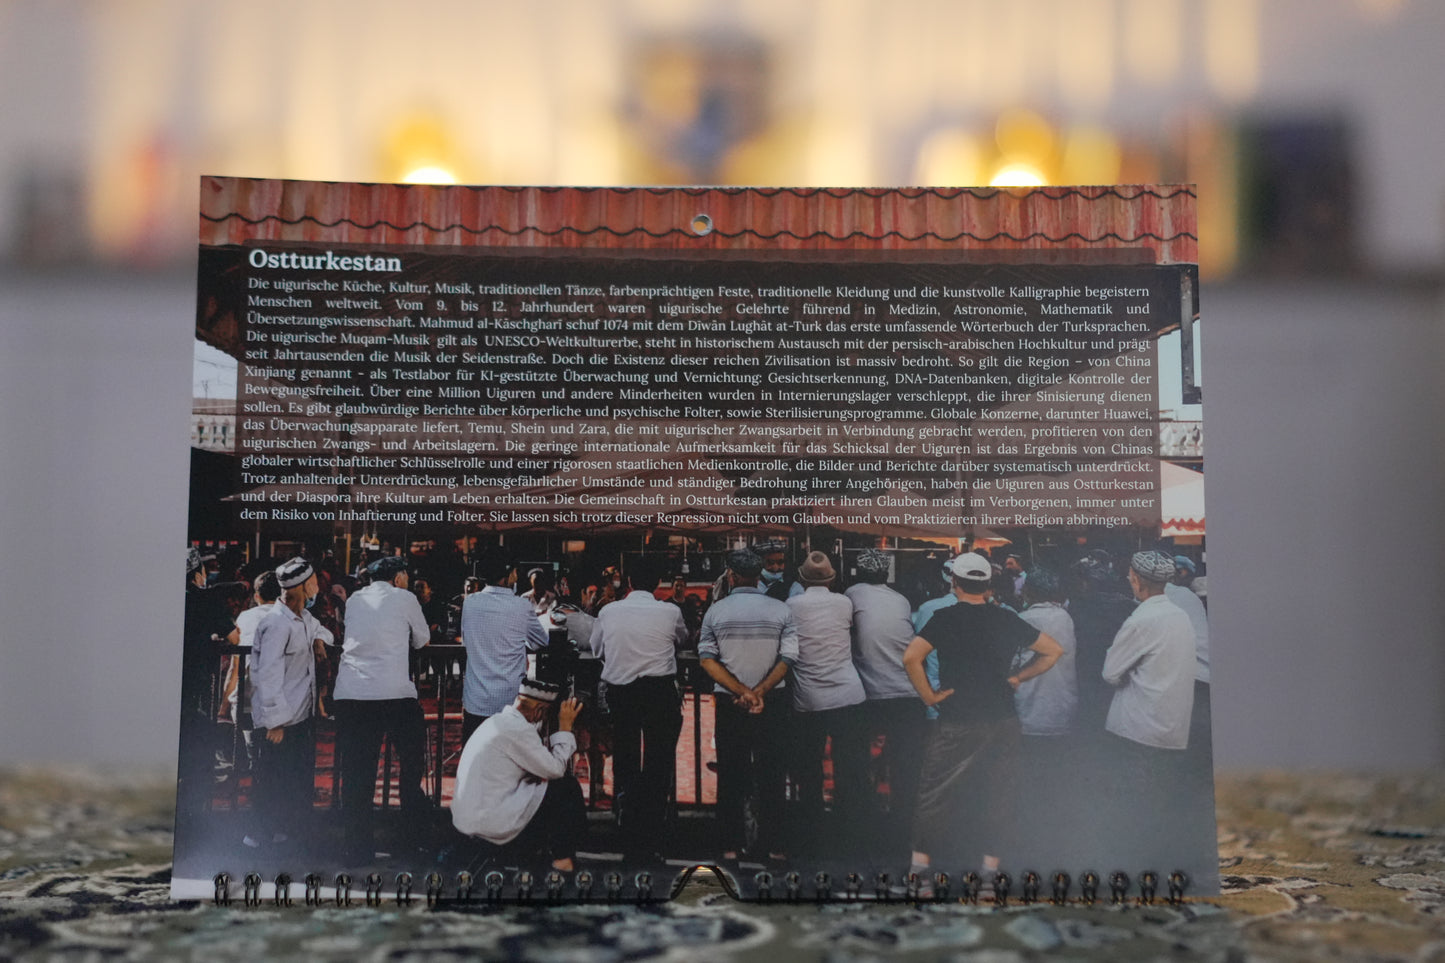 Ostturkestan
Die uigurische Küche, Kultur, Musik, traditionellen Tänze, farbenprächtigen Feste, traditionelle Kleidung und die kunstvolle Kalligraphie begeistern
Menschen weltweit. Vom 9. bis 12. Jahrhundert waren uigurische Gelehrte führend in Medizin, Astronomie, Mathematik und
Übersetzungswissenschaft. Mahmud al-Kāschgharī schuf 1074 mit dem Dīwān Lughāt at-Turk das erste umfassende Wörterbuch der Turksprachen.
Die uigurische Muqam-Musik gilt als UNESCO-Weltkulturerbe, steht in historischem Austausch mit der persisch-arabischen Hochkultur und prägt
seit Jahrtausenden die Musik der Seidenstraße. Doch die Existenz dieser reichen Zivilisation ist massiv bedroht. So gilt die Region – von China
Xinjiang genannt - als Testlabor für KI-gestützte Überwachung und Vernichtung: Gesichtserkennung, DNA-Datenbanken, digitale Kontrolle der
Bewegungsfreiheit. Über eine Million Uiguren und andere Minderheiten wurden in Internierungslager verschleppt, die ihrer Sinisierung dienen
sollen. Es gibt glaubwürdige Berichte über körperliche und psychische Folter, sowie Sterilisierungsprogramme. Globale Konzerne, darunter Huawei,
das Überwachungsapparate liefert, Temu, Shein und Zara, die mit uigurischer Zwangsarbeit in Verbindung gebracht werden, profitieren von den
uigurischen Zwangs- und Arbeitslagern. Die geringe internationale Aufmerksamkeit für das Schicksal der Uiguren ist das Ergebnis von Chinas
globaler wirtschaftlicher Schlüsselrolle und einer rigorosen staatlichen Medienkontrolle, die Bilder und Berichte darüber systematisch unterdrückt.
Trotz anhaltender Unterdrückung, lebensgefährlicher Umstände und ständiger Bedrohung ihrer Angehörigen, haben die Uiguren aus Ostturkestan
und der Diaspora ihre Kultur am Leben erhalten. Die Gemeinschaft in Ostturkestan praktiziert ihren Glauben meist im Verborgenen, immer unter
dem Risiko von Inhaftierung und Folter. Sie lassen sich trotz dieser Repression nicht vom Glauben und vom Praktizieren ihrer Religion abbringen.